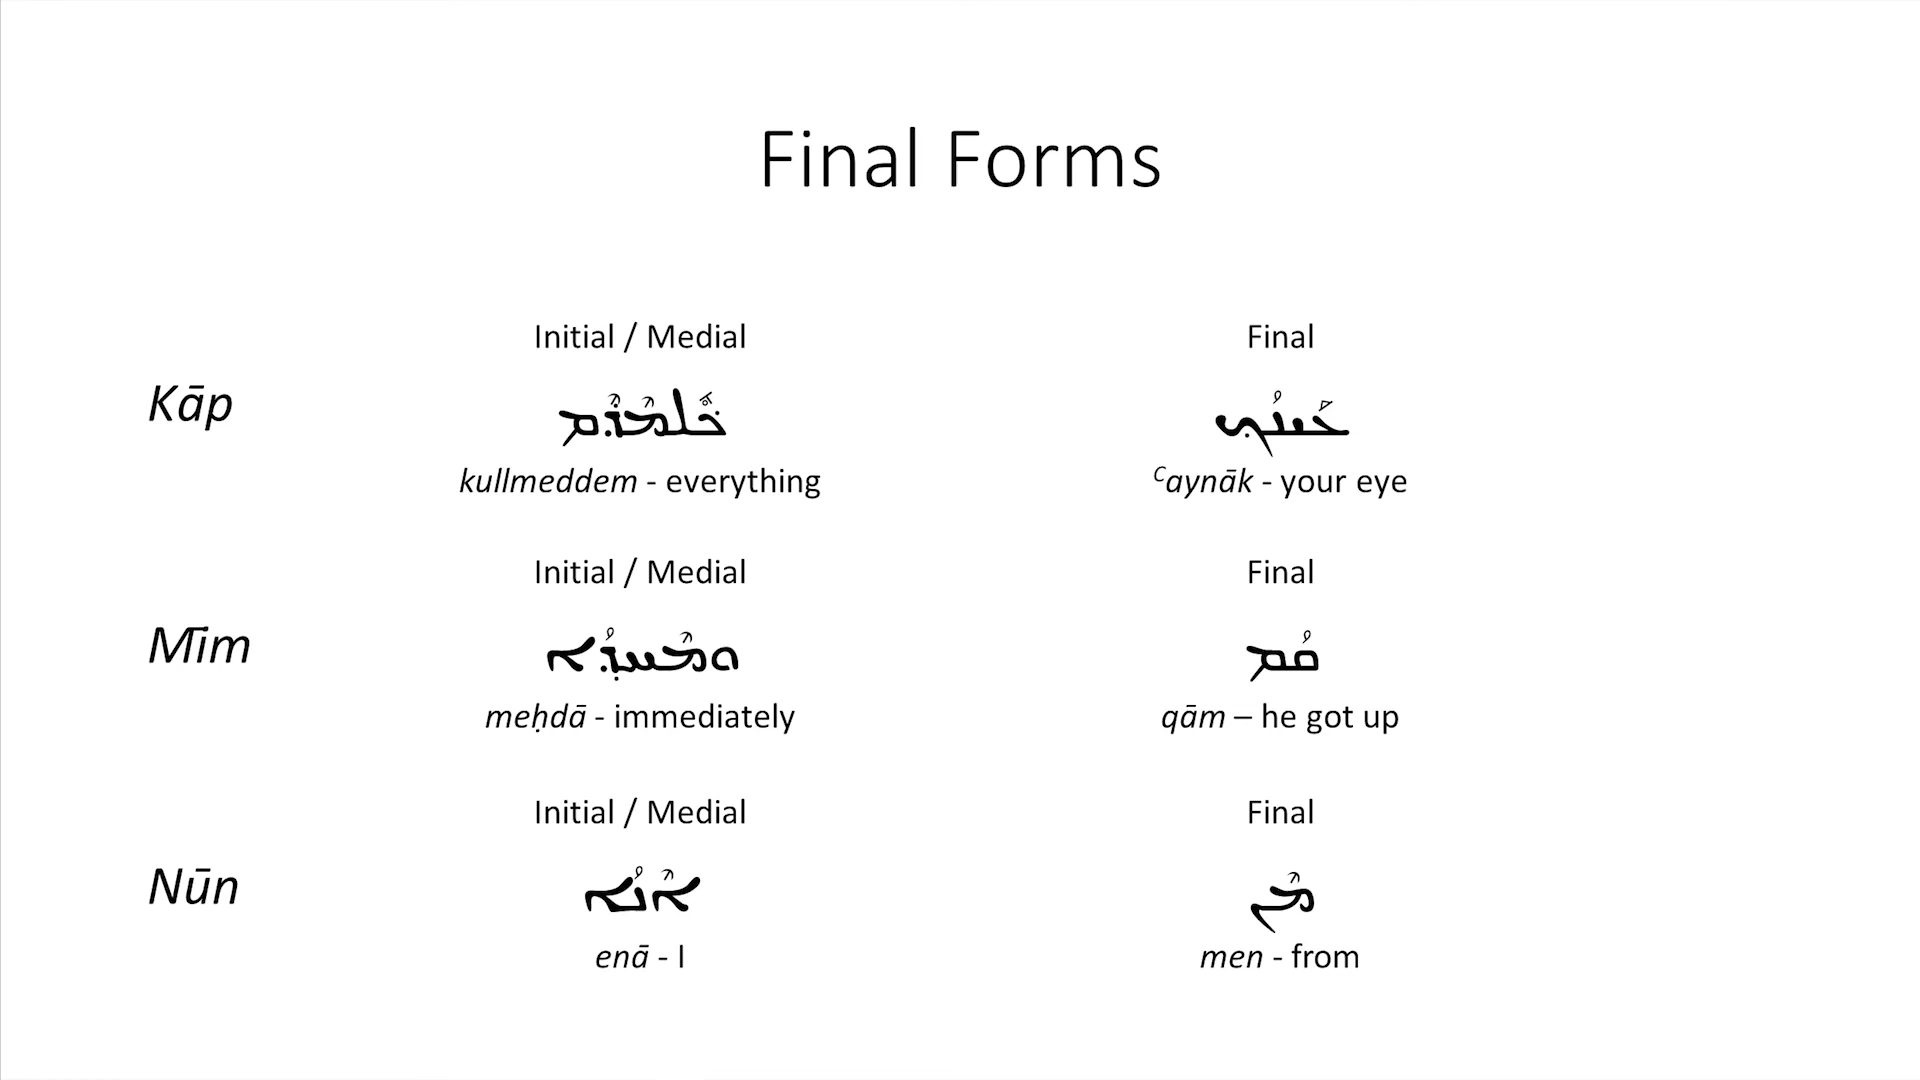 Final Forms
Initial / Medial
Final
Kāp
ܟ݁ܽܠܡܶܕ݁ܶܡ
ܥܰܝܢܳܟ݂
kullmeddem - everything
ᶜaynāk - your eye
Initial / Medial
Final
Mīm
ܘܡܶܚܕ݂ܳܐ
ܩܳܡ
meḥdā - immediately
qām – he got up
Initial / Medial
Final
Nūn
ܐܶܢܳܐ
ܡܶܢ
enā - I
men - from